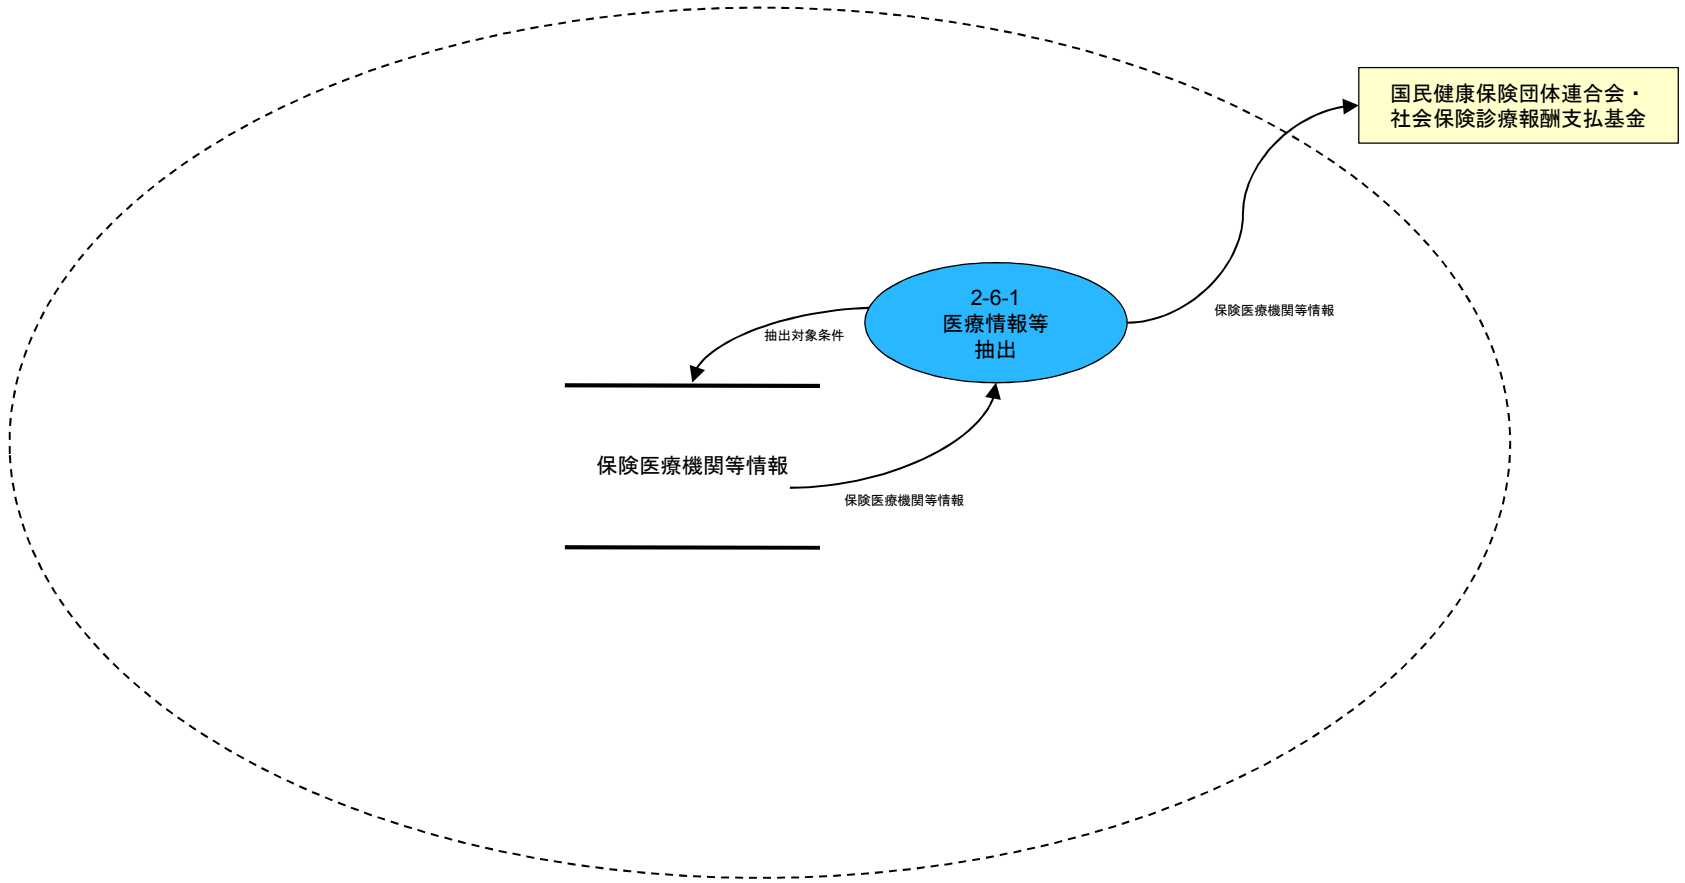 国民健康保険団体連合会・
社会保険診療報酬支払基金
2-6-1
医療情報等
抽出
保険医療機関等情報
抽出対象条件
保険医療機関等情報
保険医療機関等情報